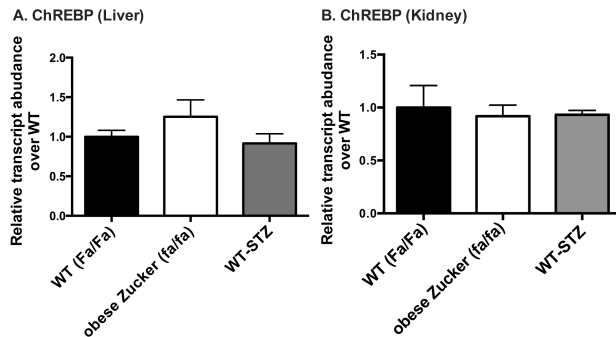 A. ChREBP (Liver)
Relative transcript abudance
over WT
2.0
1.5
1.0
0.5
0.0
WT (Fa/Fa)
obese Zucker (fa/fa)
WT-STZ
B. ChREBP (Kidney)
Relative transcript abudance
over WT
1.5
1.0
0.5
0.0
WT (Fa/Fa)
obese Zucker (fa/fa)
WT-STZ